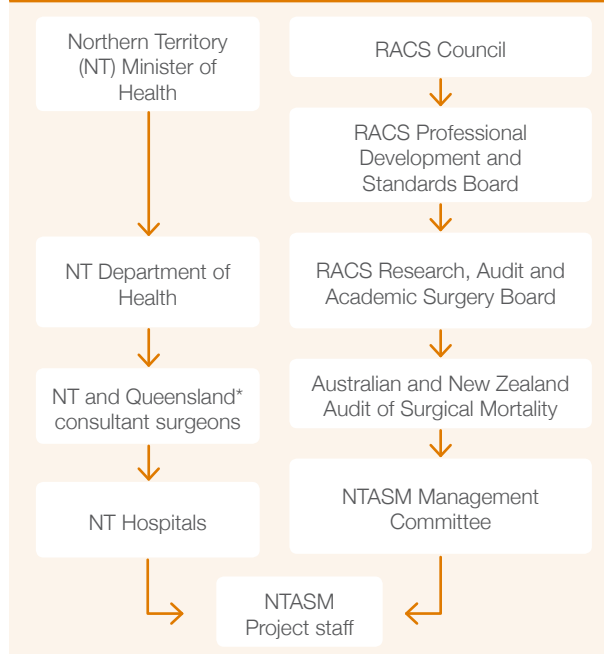 Northern Territory
(NT) Minister of
Health
NT Department of
Health
NT and Queensland*
consultant surgeons
NT Hospitals
RACS Council
RACS Professional
Development and
Standards Board
RACS Research, Audit and
Academic Surgery Board
Australian and New Zealand
Audit of Surgical Mortality
NTASM Management
Committee
NTASM
Project staff